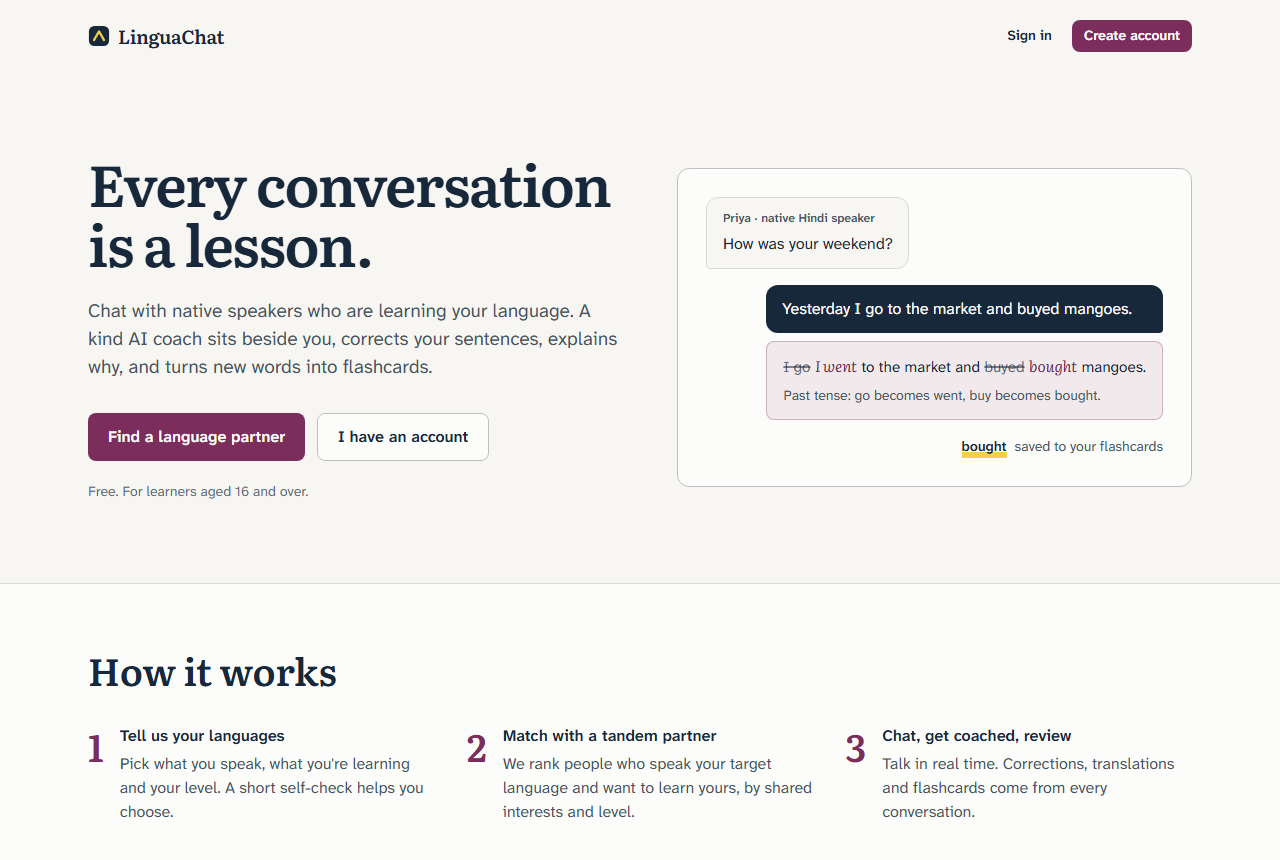 LinguaChat
Sign in
Create account
Every conversation
is a lesson.
Chat with native speakers who are learning your language. A
kind AI coach sits beside you, corrects your sentences, explains
why, and turns new words into flashcards.
Find a language partner
I have an account
Free. For learners aged 16 and over.
Priya · native Hindi speaker
How was your weekend?
Yesterday I go to the market and buyed mangoes.
I go I went to the market and buyed bought mangoes.
Past tense: go becomes went, buy becomes bought.
bought saved to your flashcards
How it works
1
Tell us your languages
Pick what you speak, what you're learning
and your level. A short self-check helps you
choose.
2
Match with a tandem partner
We rank people who speak your target
language and want to learn yours, by shared
interests and level.
3
Chat, get coached, review
Talk in real time. Corrections, translations
and flashcards come from every
conversation.